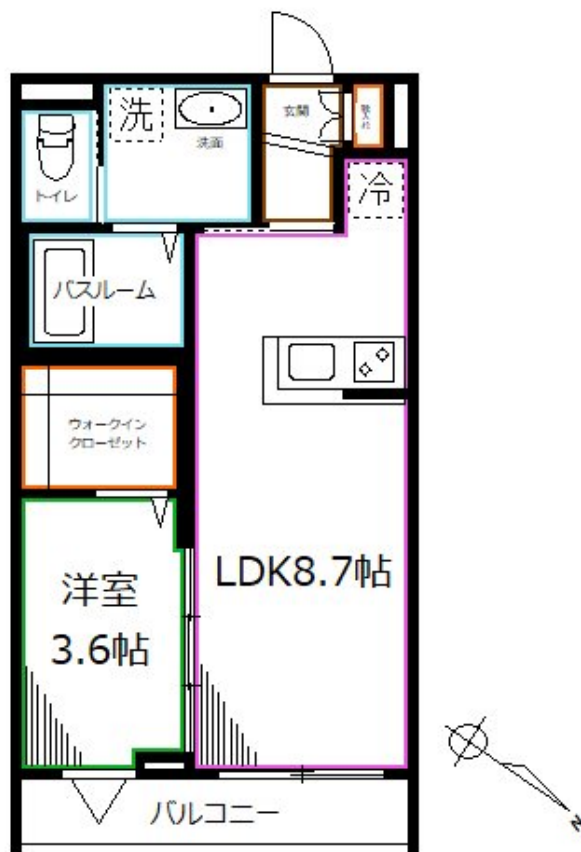 洗
玄関
物入れ
洗面
トイレ
冷
バスルーム
ウォークイン
クローゼット
LDK8.7帖
洋室
3.6帖
バルコニー
N